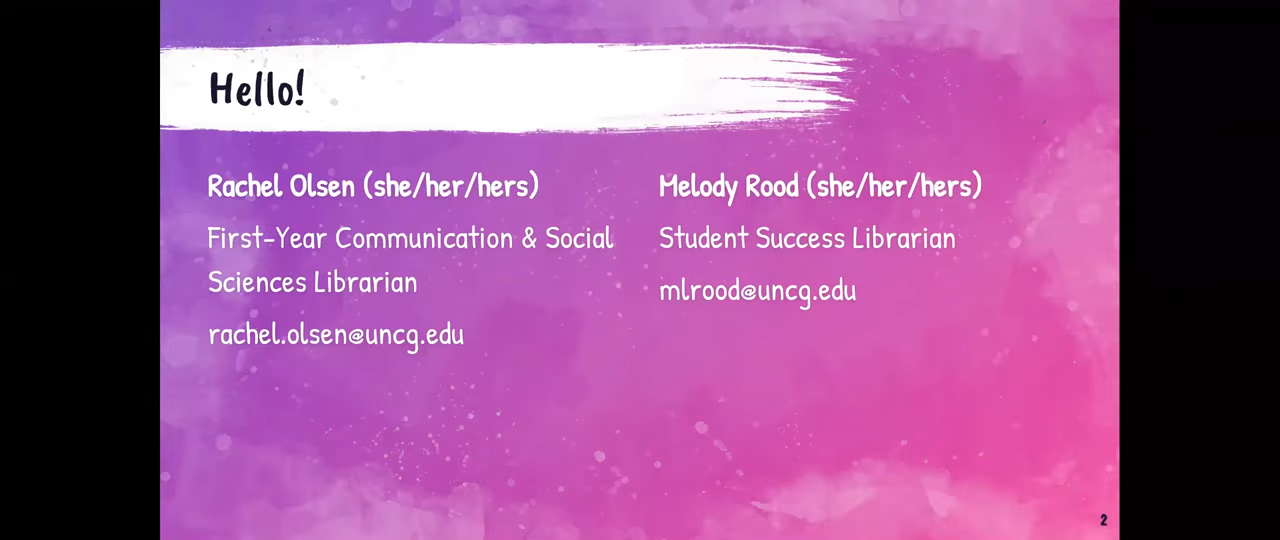 Hello!
Rachel Olsen (she/her/hers)
First-Year Communication & Social
Sciences Librarian
rachel.olsen@uncg.edu
Melody Rood (she/her/hers)
Student Success Librarian
mlrood@uncg.edu
2